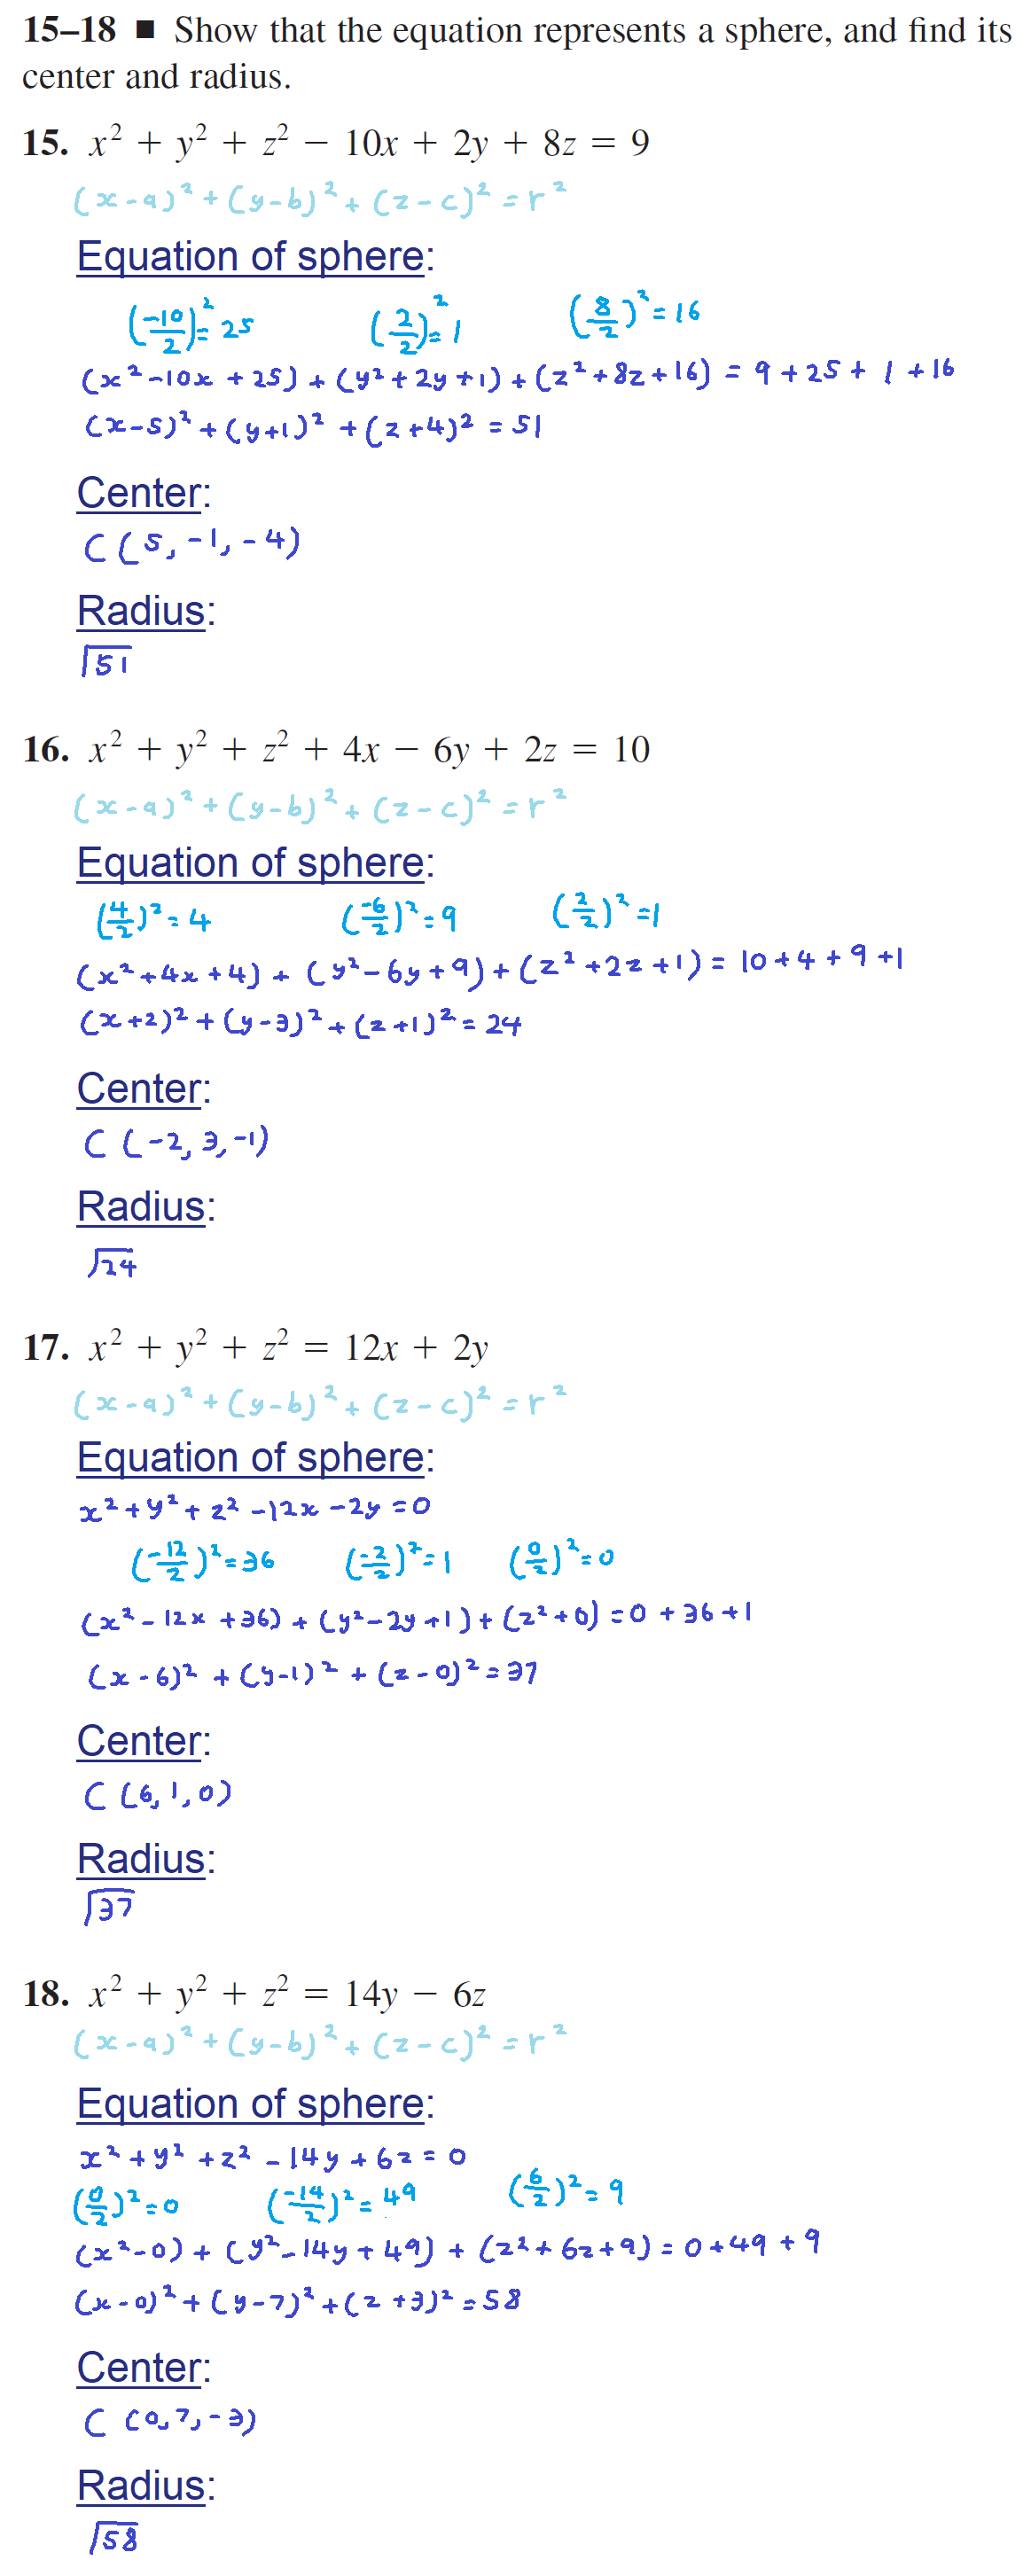 15–18 ■ Show that the equation represents a sphere, and find its
center and radius.
15. x² + y² + z² − 10x + 2y + 8z = 9
(x-a)² + (y-b)² + (z-c)² = r²
Equation of sphere:
(-10/2)² = 25 (2/2)² = 1 (8/2)² = 16
(x² -10x + 25) + (y² + 2y + 1) + (z² + 8z + 16) = 9 + 25 + 1 + 16
(x-5)² + (y+1)² + (z+4)² = 51
Center:
C (5, -1, -4)
Radius:
√51
16. x² + y² + z² + 4x − 6y + 2z = 10
(x-a)² + (y-b)² + (z-c)² = r²
Equation of sphere:
(4/2)² = 4 (-6/2)² = 9 (2/2)² = 1
(x² + 4x + 4) + (y² - 6y + 9) + (z² + 2z + 1) = 10 + 4 + 9 + 1
(x+2)² + (y-3)² + (z+1)² = 24
Center:
C (-2, 3, -1)
Radius:
√24
17. x² + y² + z² = 12x + 2y
(x-a)² + (y-b)² + (z-c)² = r²
Equation of sphere:
x² + y² + z² - 12x - 2y = 0
(-12/2)² = 36 (-2/2)² = 1 (0/2)² = 0
(x² - 12x + 36) + (y² - 2y + 1) + (z² + 0) = 0 + 36 + 1
(x-6)² + (y-1)² + (z-0)² = 37
Center:
C (6, 1, 0)
Radius:
√37
18. x² + y² + z² = 14y − 6z
(x-a)² + (y-b)² + (z-c)² = r²
Equation of sphere:
x² + y² + z² - 14y + 6z = 0
(0/2)² = 0 (-14/2)² = 49 (6/2)² = 9
(x² - 0) + (y² - 14y + 49) + (z² + 6z + 9) = 0 + 49 + 9
(x-0)² + (y-7)² + (z+3)² = 58
Center:
C (0, 7, -3)
Radius:
√58